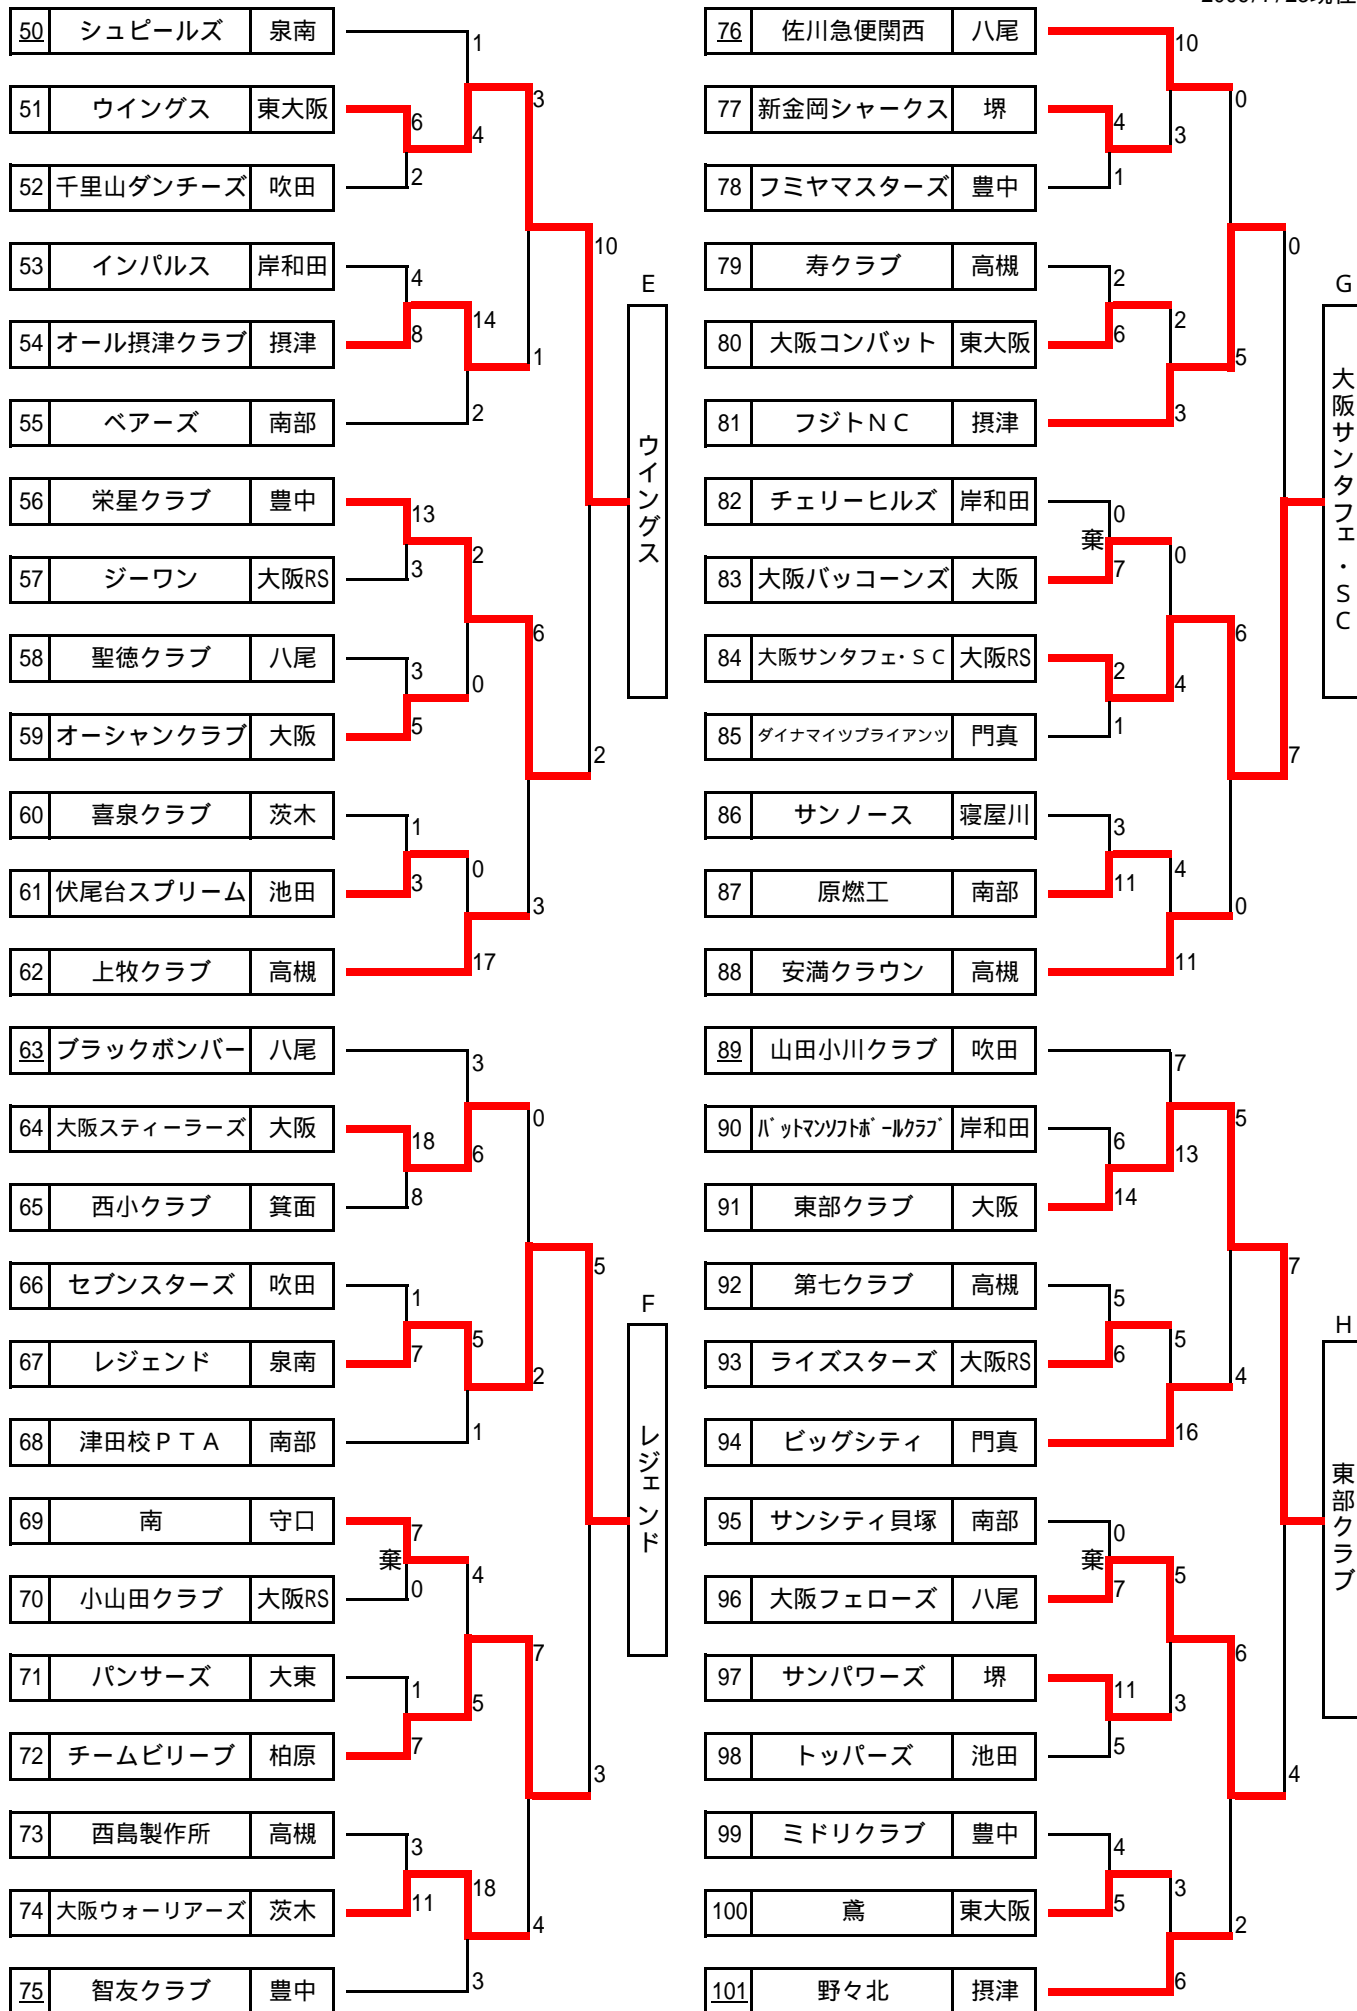 50 シュピールズ 泉南
1
51 ウイングス 東大阪
6
4
3
52 千里山ダンチーズ 吹田
2
10
53 インパルス 岸和田
4
54 オール摂津クラブ 摂津
8
14
1
55 ベアーズ 南部
2
E
ウイングス
56 栄星クラブ 豊中
13
2
57 ジーワン 大阪RS
3
6
58 聖徳クラブ 八尾
3
0
59 オーシャンクラブ 大阪
5
2
60 喜泉クラブ 茨木
1
0
61 伏尾台スプリーム 池田
3
3
62 上牧クラブ 高槻
17
63 ブラックボンバー 八尾
3
0
64 大阪スティーラーズ 大阪
18
6
65 西小クラブ 箕面
8
5
66 セブンスターズ 吹田
1
5
67 レジェンド 泉南
7
2
68 津田校PTA 南部
1
F
レジェンド
69 南 守口
7
棄
4
70 小山田クラブ 大阪RS
0
7
71 パンサーズ 大東
1
5
72 チームビリーブ 柏原
7
3
73 酉島製作所 高槻
3
18
74 大阪ウォーリアーズ 茨木
11
4
75 智友クラブ 豊中
3
76 佐川急便関西 八尾
10
0
77 新金岡シャークス 堺
4
3
78 フミヤマスターズ 豊中
1
0
79 寿クラブ 高槻
2
2
80 大阪コンバット 東大阪
6
5
81 フジトNC 摂津
3
G
大阪サンタフェ・SC
82 チェリーヒルズ 岸和田
0
棄
0
83 大阪バッコーンズ 大阪
7
6
84 大阪サンタフェ・SC 大阪RS
2
4
85 ダイナマイツブライアンツ 門真
1
7
86 サンノース 寝屋川
3
4
87 原燃工 南部
11
0
88 安満クラウン 高槻
11
89 山田小川クラブ 吹田
7
5
90 バットマンソフトボールクラブ 岸和田
6
13
91 東部クラブ 大阪
14
7
92 第七クラブ 高槻
5
5
93 ライズスターズ 大阪RS
6
4
94 ビッグシティ 門真
16
H
東部クラブ
95 サンシティ貝塚 南部
0
棄
5
96 大阪フェローズ 八尾
7
6
97 サンパワーズ 堺
11
3
98 トッパーズ 池田
5
4
99 ミドリクラブ 豊中
4
3
100 鳶 東大阪
5
2
101 野々北 摂津
6